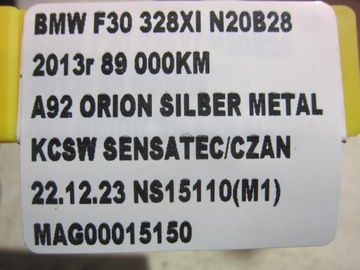 BMW F30 328XI N20B28
2013r 89 000KM
A92 ORION SILBER METAL
KCSW SENSATEC/CZAN
22.12.23 NS15110(M1)
MAG00015150